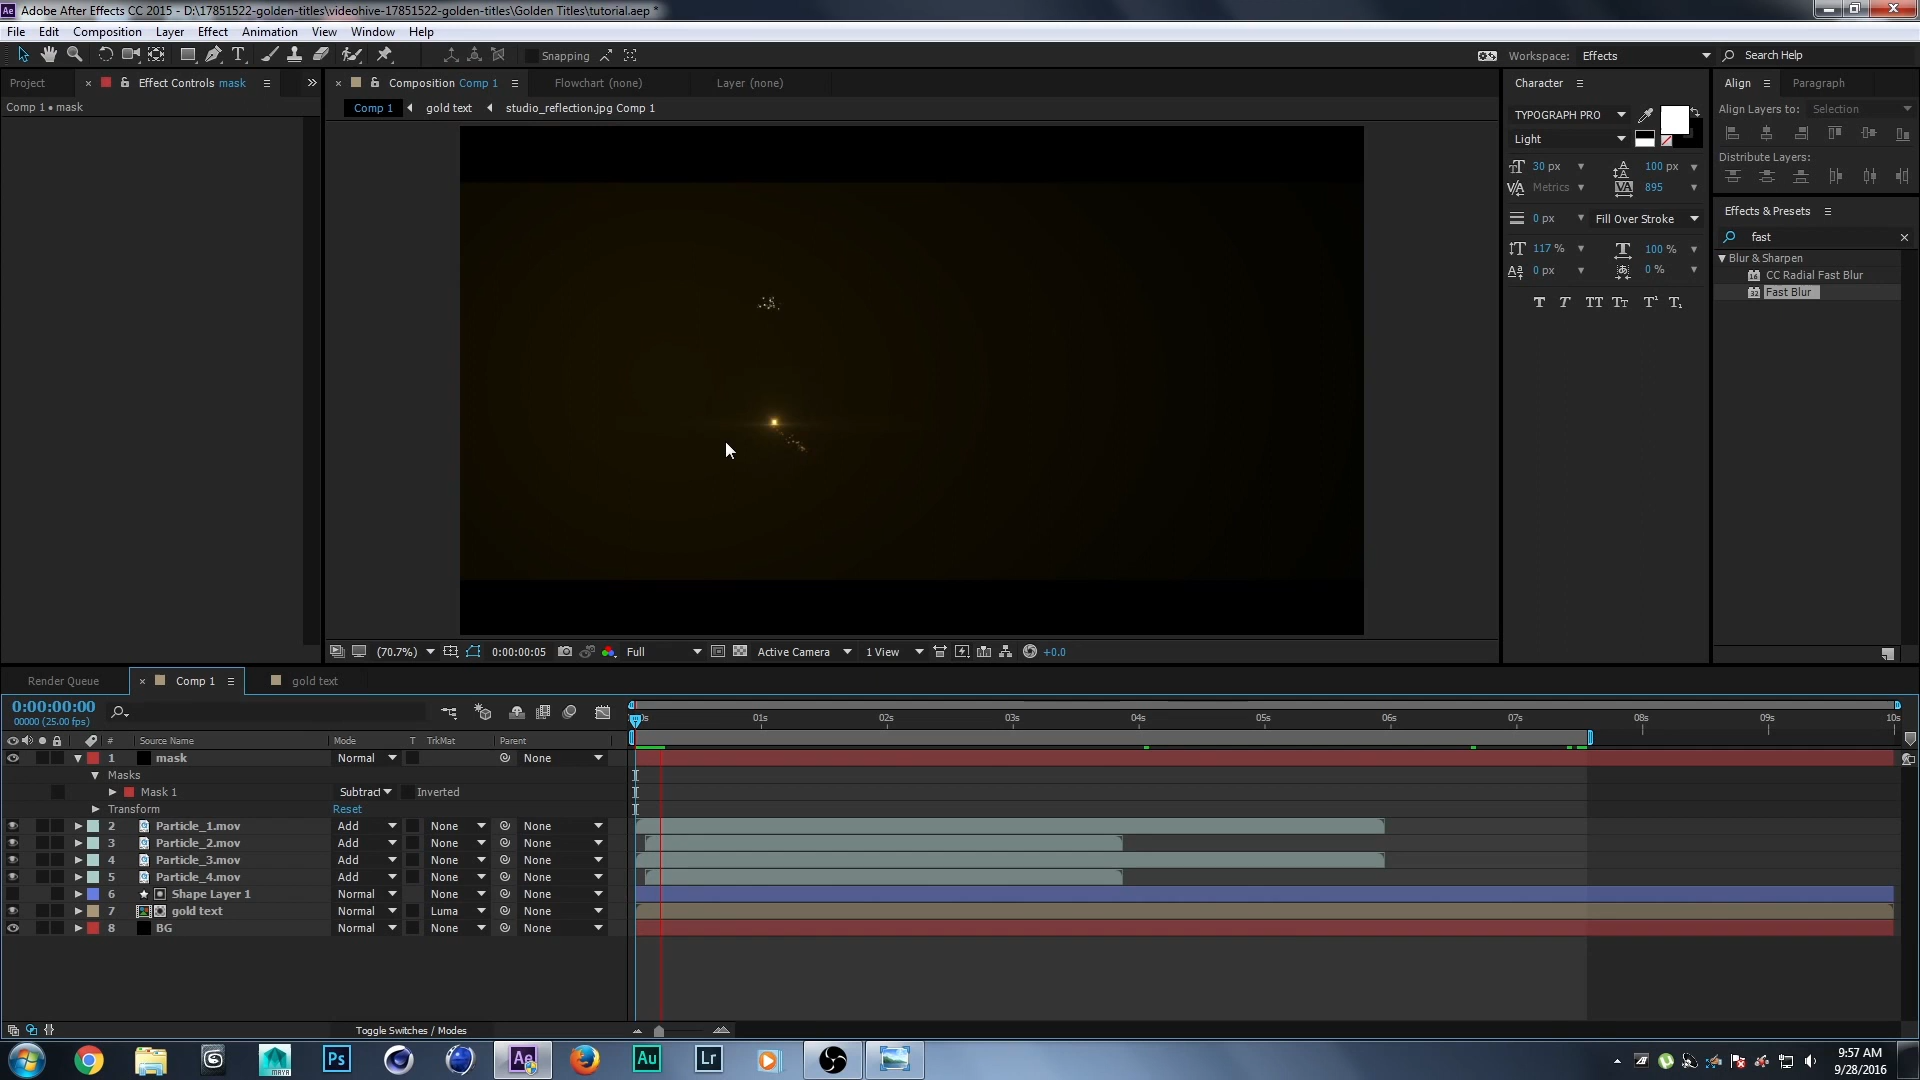 Adobe After Effects CC 2015 - D:\17851522-golden-titles\videohive-17851522-golden-titles\Golden Titles\tutorial.aep *
File Edit Composition Layer Effect Animation View Window Help
Snapping
Workspace: Effects
Search Help
Project
Effect Controls mask
Composition Comp 1
Flowchart (none)
Layer (none)
Character
Align
Paragraph
Comp 1 • mask
Comp 1 gold text studio_reflection.jpg Comp 1
TYPOGRAPH PRO
Light
30 px
100 px
Metrics
895
0 px
Fill Over Stroke
117 %
100 %
0 px
0 %
Align Layers to: Selection
Distribute Layers:
Effects & Presets
fast
Blur & Sharpen
CC Radial Fast Blur
Fast Blur
(70.7%) 0:00:00:05 Full Active Camera 1 View +0.0
Render Queue
Comp 1
gold text
0:00:00:00
00000 (25.00 fps)
01s 02s 03s 04s 05s 06s 07s 08s 09s 10s
# Source Name Mode T TrkMat Parent
1 mask Normal None
Masks
Mask 1 Subtract Inverted
Transform Reset
2 Particle_1.mov Add None None
3 Particle_2.mov Add None None
4 Particle_3.mov Add None None
5 Particle_4.mov Add None None
6 Shape Layer 1 Normal None None
7 gold text Normal Luma None
8 BG Normal None None
Toggle Switches / Modes
MAYA
Ps
Ae
Au
Lr
9:57 AM
9/28/2016